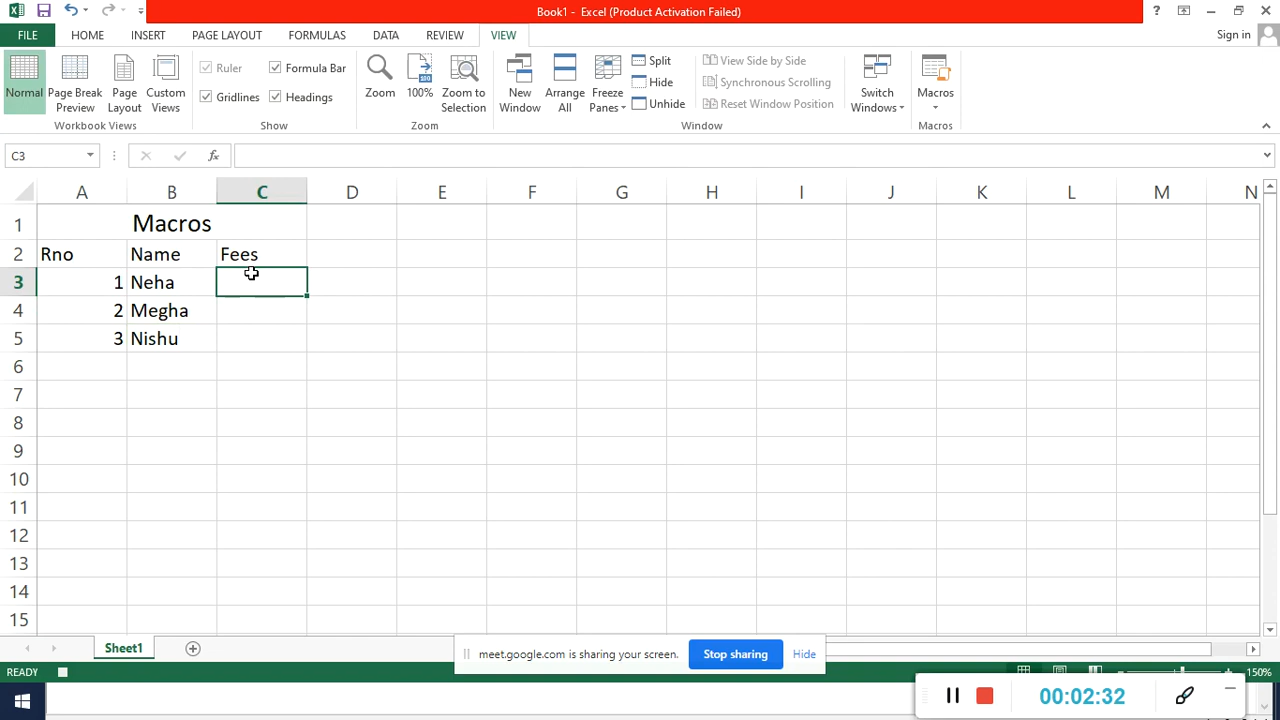 Book1 - Excel (Product Activation Failed)
?
FILE HOME INSERT PAGE LAYOUT FORMULAS DATA REVIEW VIEW Sign in
Normal Page Break Preview Page Layout Custom Views
Workbook Views
Ruler Formula Bar
Gridlines Headings
Show
Zoom 100% Zoom to Selection
Zoom
New Window Arrange All Freeze Panes
Split
Hide
Unhide
View Side by Side
Synchronous Scrolling
Reset Window Position
Switch Windows
Window
Macros
Macros
C3 fx
A B C D E F G H I J K L M N
1 Macros
2 Rno Name Fees
3 1 Neha
4 2 Megha
5 3 Nishu
6
7
8
9
10
11
12
13
14
15
Sheet1
meet.google.com is sharing your screen. Stop sharing Hide
READY 150%
00:02:32